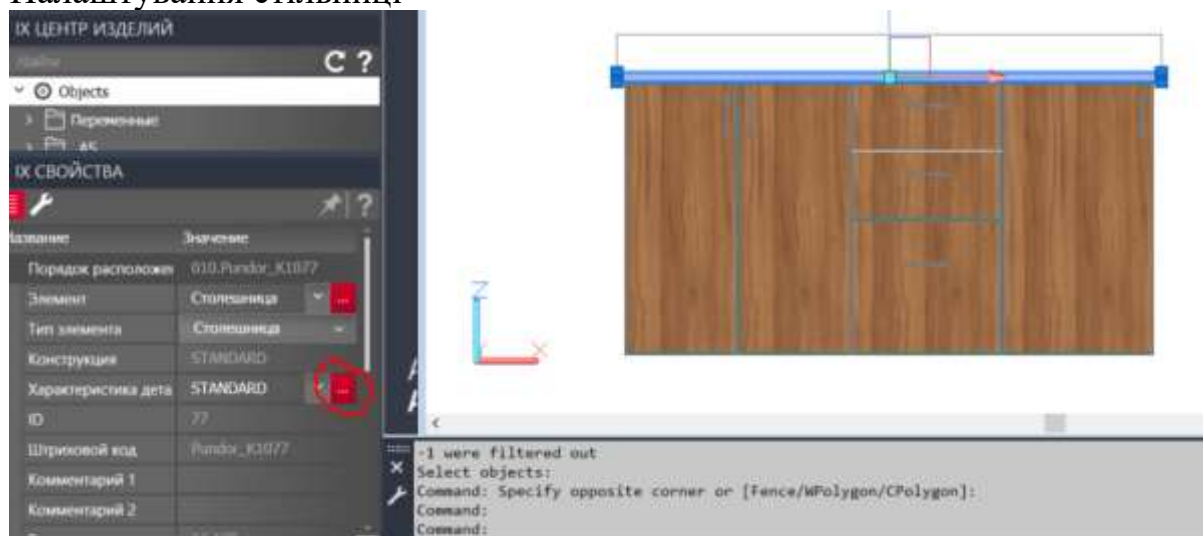 Налаштування стільниці
IX ЦЕНТР ИЗДЕЛИЙ
C ?
Objects
Переменные
AS
IX СВОЙСТВА
?
Название Значение
Порядок расположен 010.Pundor_K1077
Элемент Столешница ...
Тип элемента Столешница
Конструкция STANDARD
Характеристика дета STANDARD ...
ID 77
Штриховой код Pundor_K1077
Комментарий 1
Комментарий 2
Z
X
-1 were filtered out
Select objects:
Command: Specify opposite corner or [Fence/WPolygon/CPolygon]:
Command:
Command: